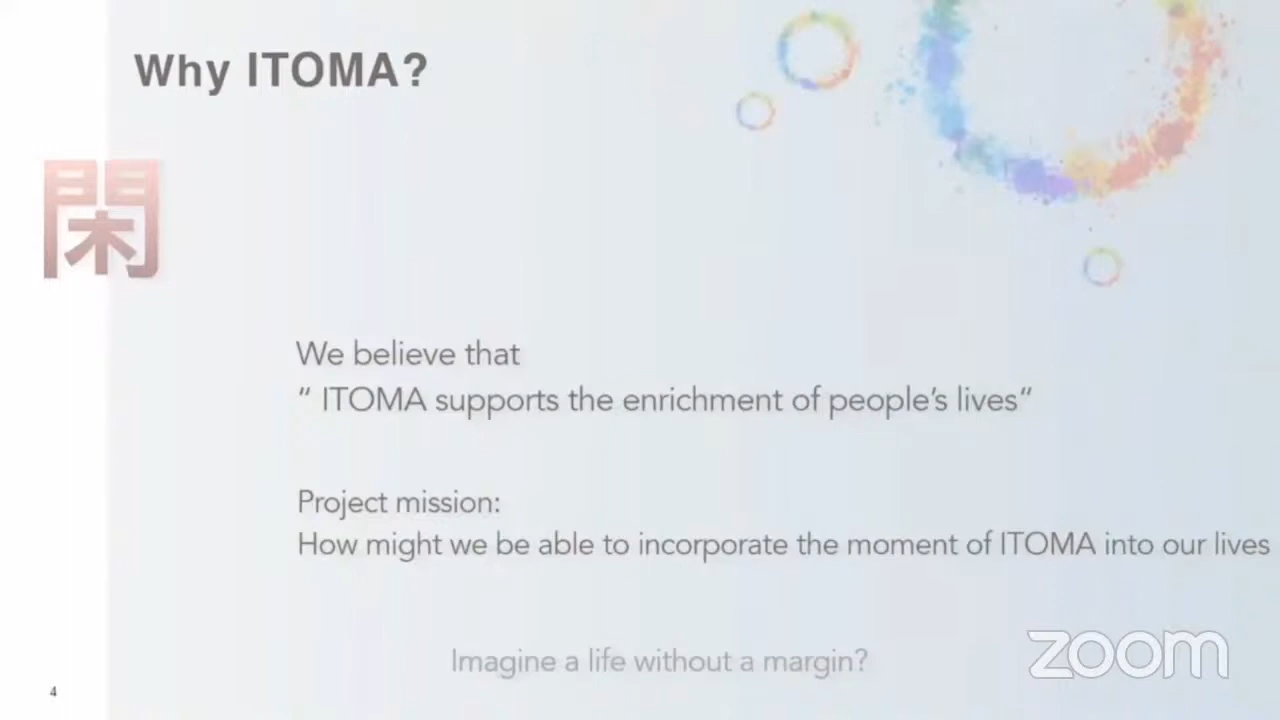 Why ITOMA?
閑
We believe that
“ ITOMA supports the enrichment of people’s lives“
Project mission:
How might we be able to incorporate the moment of ITOMA into our lives
Imagine a life without a margin?
zoom
4